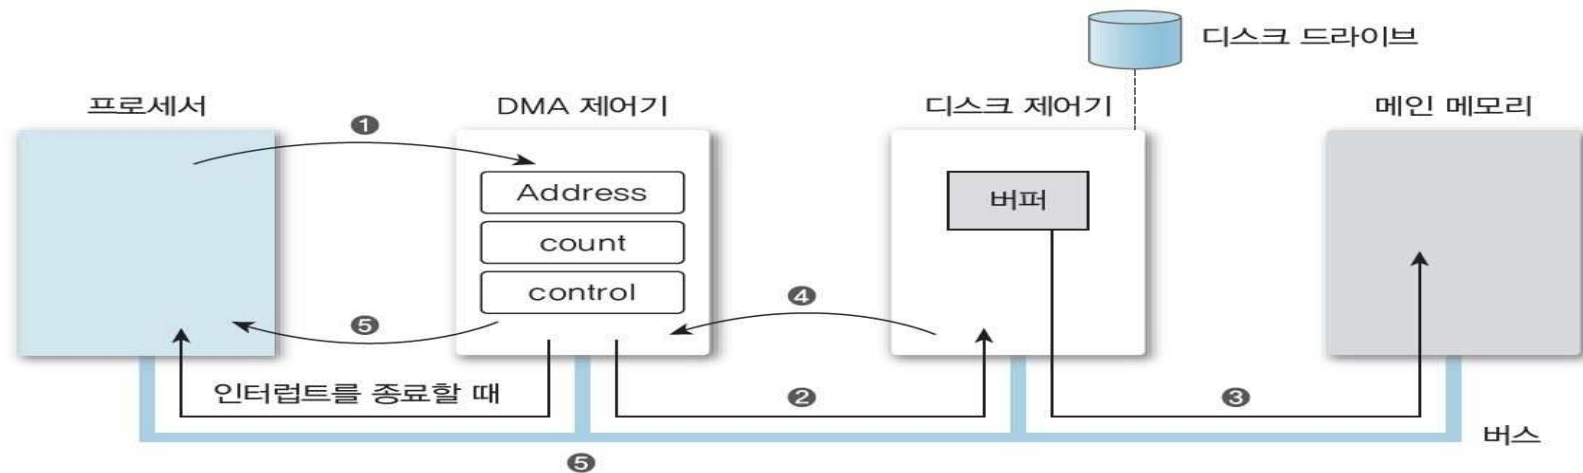 디스크 드라이브
프로세서
DMA 제어기
디스크 제어기
메인 메모리
❶
Address
버퍼
count
control
❹
❺
인터럽트를 종료할 때
❷
❸
버스
❺